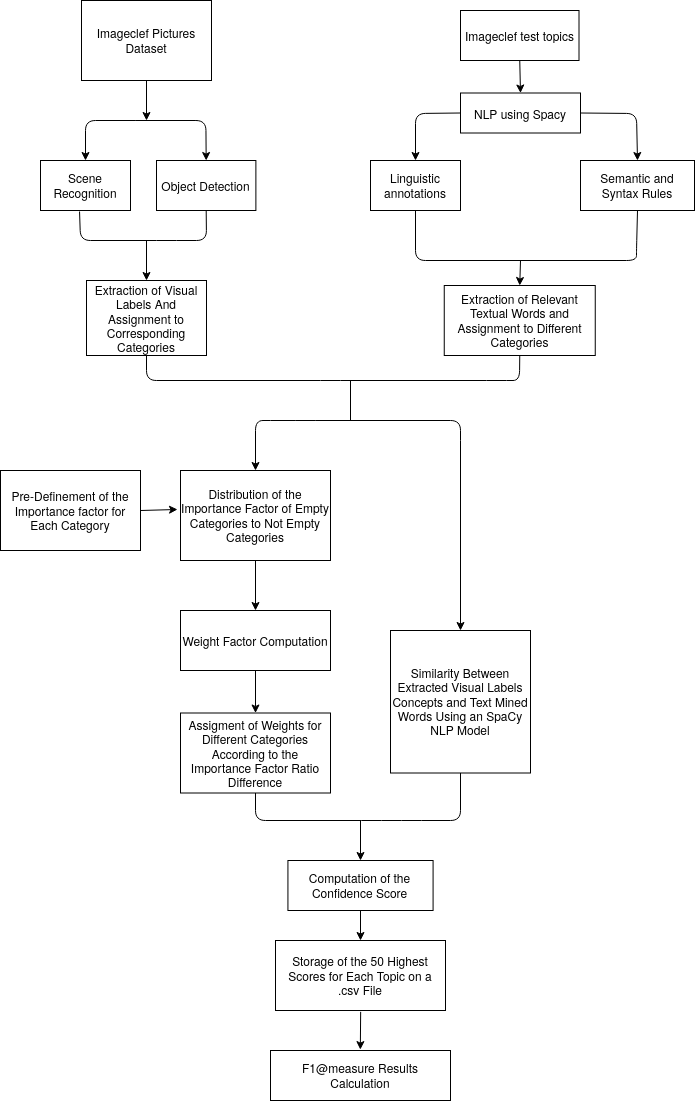 Imageclef Pictures
Dataset
Imageclef test topics
NLP using Spacy
Scene
Recognition
Object Detection
Linguistic
annotations
Semantic and
Syntax Rules
Extraction of Visual
Labels And
Assignment to
Corresponding
Categories
Extraction of Relevant
Textual Words and
Assignment to Different
Categories
Pre-Definement of the
Importance factor for
Each Category
Distribution of the
Importance Factor of Empty
Categories to Not Empty
Categories
Weight Factor Computation
Similarity Between
Extracted Visual Labels
Concepts and Text Mined
Words Using an SpaCy
NLP Model
Assigment of Weights for
Different Categories
According to the
Importance Factor Ratio
Difference
Computation of the
Confidence Score
Storage of the 50 Highest
Scores for Each Topic on a
.csv File
F1@measure Results
Calculation